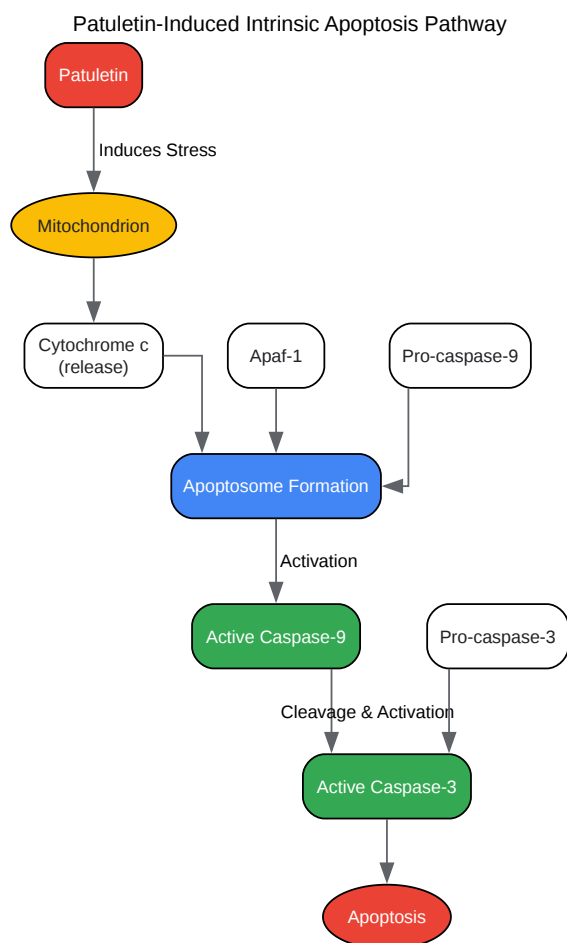 Patuletin-Induced Intrinsic Apoptosis Pathway
Patuletin
Induces Stress
Mitochondrion
Cytochrome c
(release)
Apaf-1
Pro-caspase-9
Apoptosome Formation
Activation
Active Caspase-9
Pro-caspase-3
Cleavage & Activation
Active Caspase-3
Apoptosis